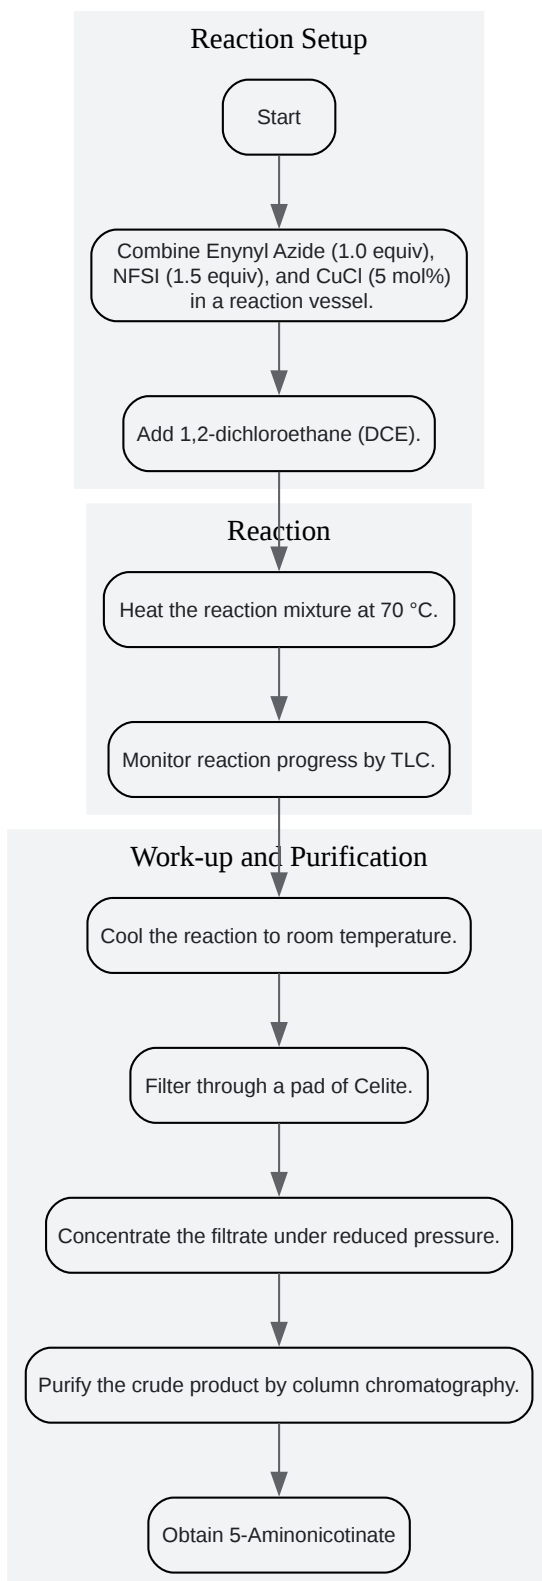 Reaction Setup
Start
Combine Enynyl Azide (1.0 equiv),
NFSI (1.5 equiv), and CuCl (5 mol%)
in a reaction vessel.
Add 1,2-dichloroethane (DCE).
Reaction
Heat the reaction mixture at 70 °C.
Monitor reaction progress by TLC.
Work-up and Purification
Cool the reaction to room temperature.
Filter through a pad of Celite.
Concentrate the filtrate under reduced pressure.
Purify the crude product by column chromatography.
Obtain 5-Aminonicotinate